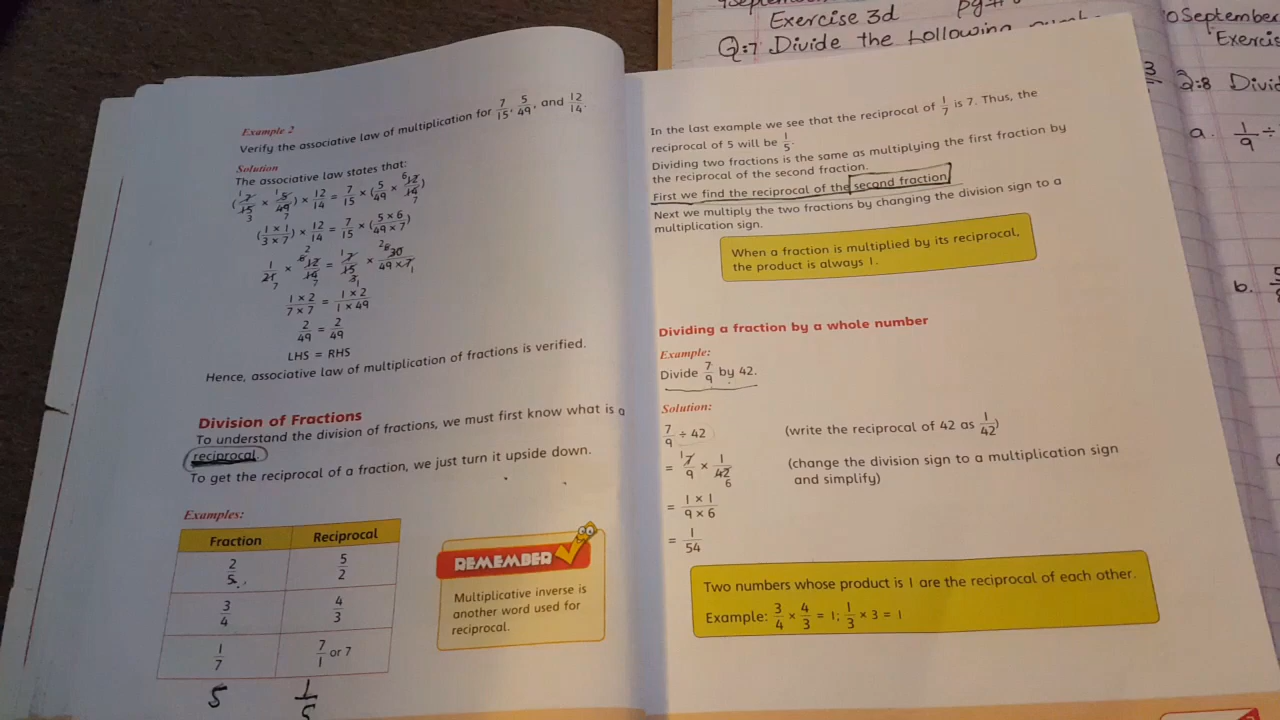 Example 2
Verify the associative law of multiplication for 7/15, 5/49, and 12/14.
Solution
The associative law states that:
(7/15 × 5/49) × 12/14 = 7/15 × (5/49 × 12/14)
(1 × 1/3 × 7) × 12/14 = 7/15 × (5 × 6/49 × 7)
1/21 × 12/14 = 7/15 × 30/49 × 7
1 × 2/7 × 7 = 1 × 2/1 × 49
2/49 = 2/49
LHS = RHS
Hence, associative law of multiplication of fractions is verified.
Division of Fractions
To understand the division of fractions, we must first know what is a
reciprocal.
To get the reciprocal of a fraction, we just turn it upside down.
Examples:
Fraction Reciprocal
2/5 5/2
3/4 4/3
1/7 7/1 or 7
5 1/5
REMEMBER
Multiplicative inverse is
another word used for
reciprocal.
Exercise 3d
Q:7 Divide the following
In the last example we see that the reciprocal of 1/7 is 7. Thus, the
reciprocal of 5 will be 1/5.
Dividing two fractions is the same as multiplying the first fraction by
the reciprocal of the second fraction.
First we find the reciprocal of the second fraction
Next we multiply the two fractions by changing the division sign to a
multiplication sign.
When a fraction is multiplied by its reciprocal,
the product is always 1.
Dividing a fraction by a whole number
Example:
Divide 7/9 by 42.
Solution:
7/9 ÷ 42 (write the reciprocal of 42 as 1/42)
= 7/9 × 1/42 (change the division sign to a multiplication sign
and simplify)
= 1 × 1/9 × 6
= 1/54
Two numbers whose product is 1 are the reciprocal of each other.
Example: 3/4 × 4/3 = 1; 1/3 × 3 = 1
September
Q:8
a. 1/9 ÷
b.